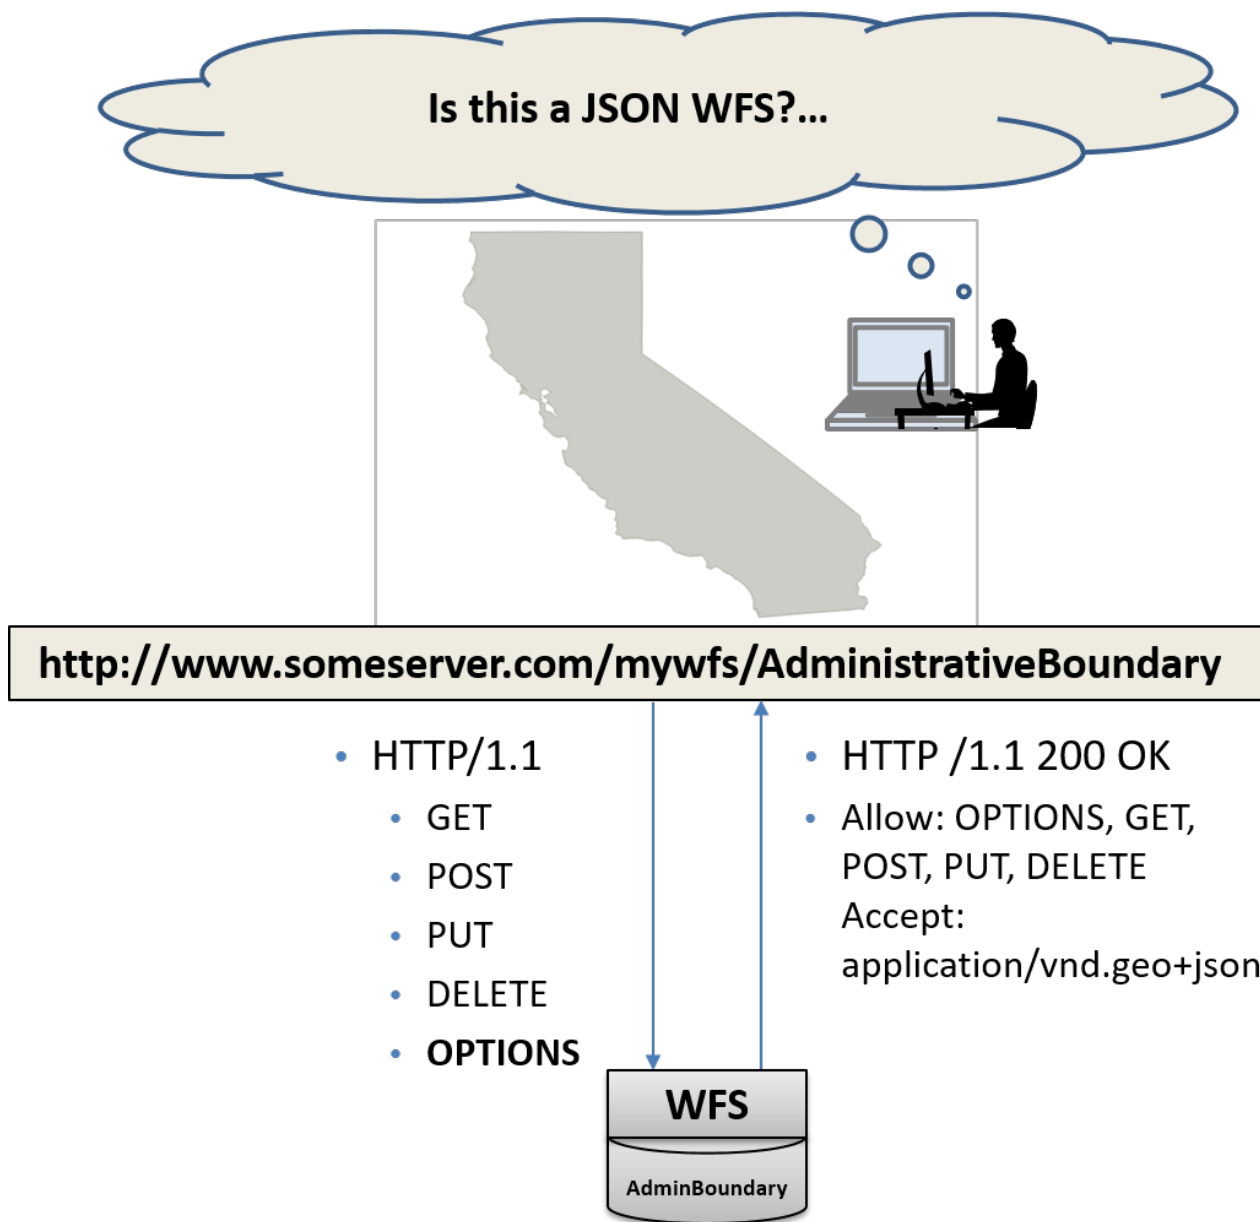 Is this a JSON WFS?...
http://www.someserver.com/mywfs/AdministrativeBoundary
• HTTP/1.1
• GET
• POST
• PUT
• DELETE
• OPTIONS
• HTTP /1.1 200 OK
• Allow: OPTIONS, GET,
POST, PUT, DELETE
Accept:
application/vnd.geo+json
WFS
AdminBoundary